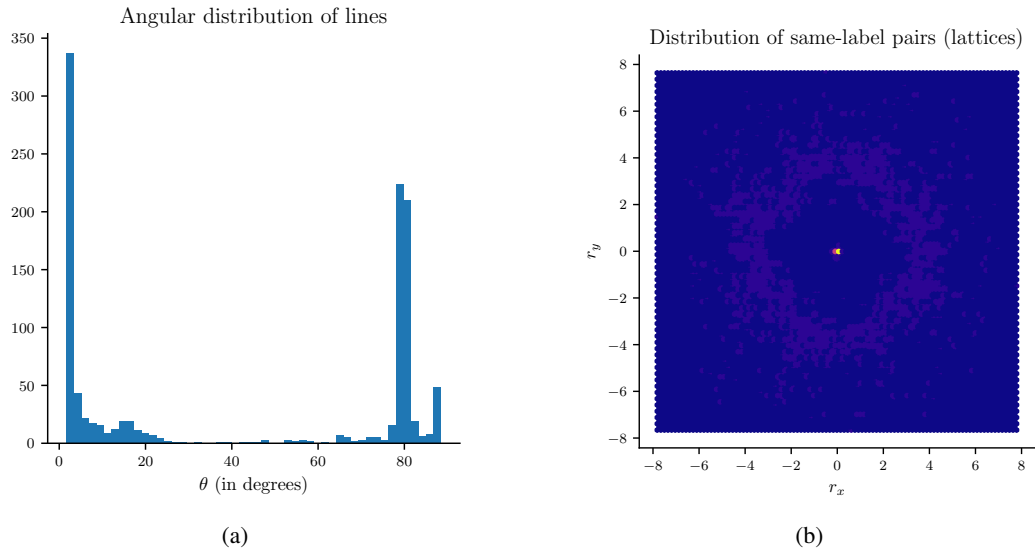 Angular distribution of lines
350
300
250
200
150
100
50
0
0 20 40 60 80
θ (in degrees)
(a)
Distribution of same-label pairs (lattices)
8
6
4
2
0
−2
−4
−6
−8
r_y
−8 −6 −4 −2 0 2 4 6 8
r_x
(b)